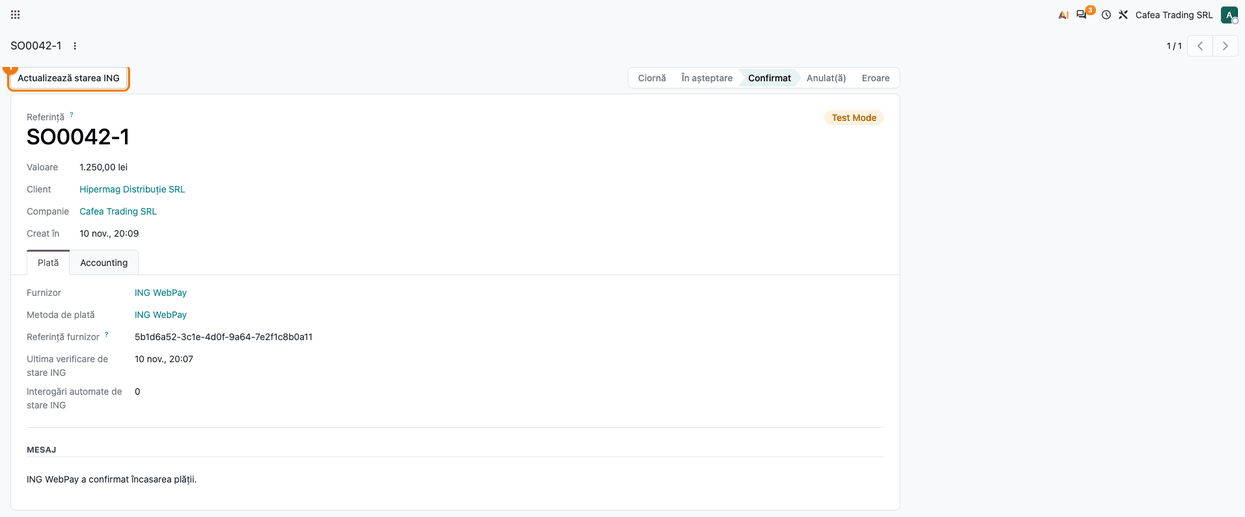 AI
3
Cafea Trading SRL
A
SO0042-1
1 / 1
Actualizează starea ING
Ciornă
În așteptare
Confirmat
Anulat(ă)
Eroare
Referință ?
Test Mode
SO0042-1
Valoare 1.250,00 lei
Client Hipermag Distribuție SRL
Companie Cafea Trading SRL
Creat în 10 nov., 20:09
Plată
Accounting
Furnizor ING WebPay
Metoda de plată ING WebPay
Referință furnizor ? 5b1d6a52-3c1e-4d0f-9a64-7e2f1c8b0a11
Ultima verificare de 10 nov., 20:07
stare ING
Interogări automate de 0
stare ING
MESAJ
ING WebPay a confirmat încasarea plății.